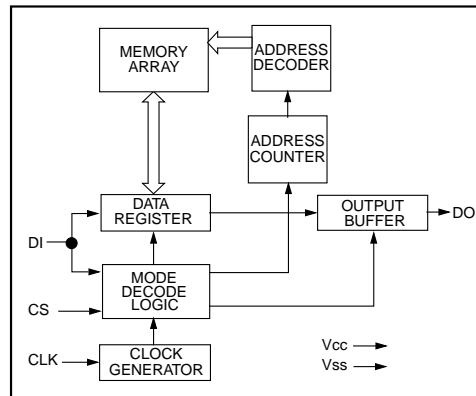 MEMORY
ARRAY
ADDRESS
DECODER
ADDRESS
COUNTER
DATA
REGISTER
OUTPUT
BUFFER
DO
DI
MODE
DECODE
LOGIC
CS
CLK
CLOCK
GENERATOR
Vcc
Vss